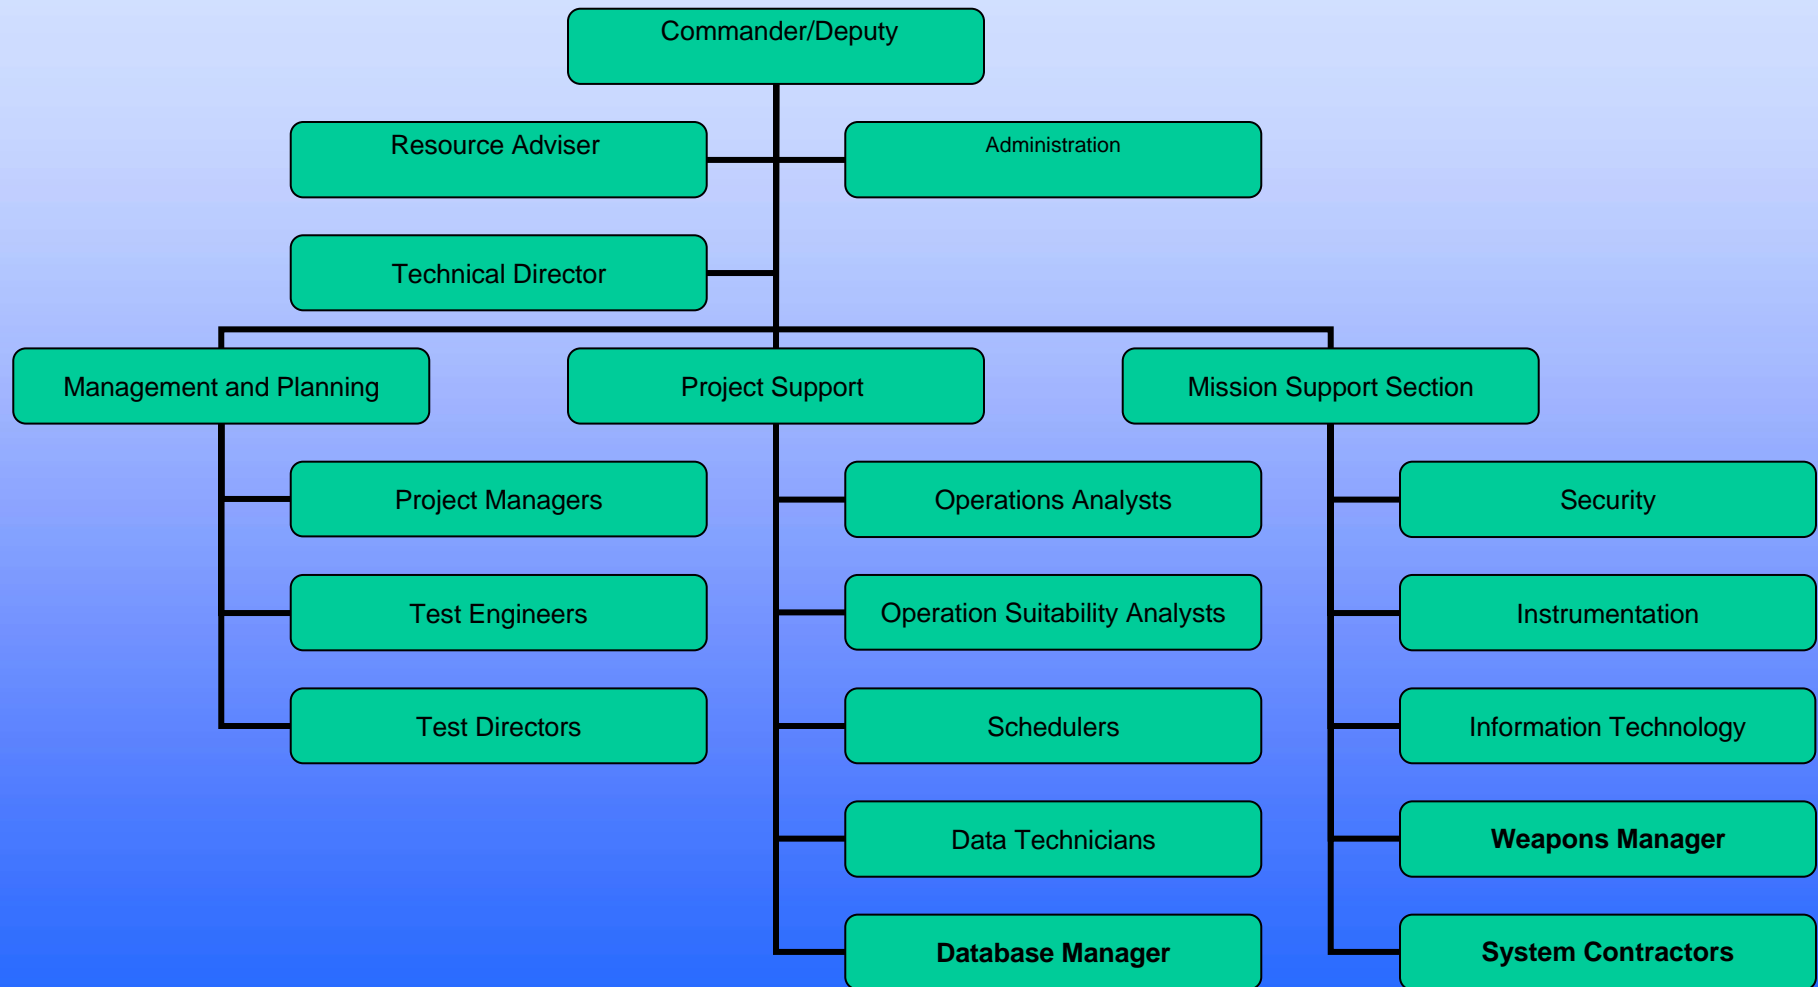 Commander/Deputy
Resource Adviser
Administration
Technical Director
Management and Planning
Project Support
Mission Support Section
Project Managers
Operations Analysts
Security
Test Engineers
Operation Suitability Analysts
Instrumentation
Test Directors
Schedulers
Information Technology
Data Technicians
Weapons Manager
Database Manager
System Contractors